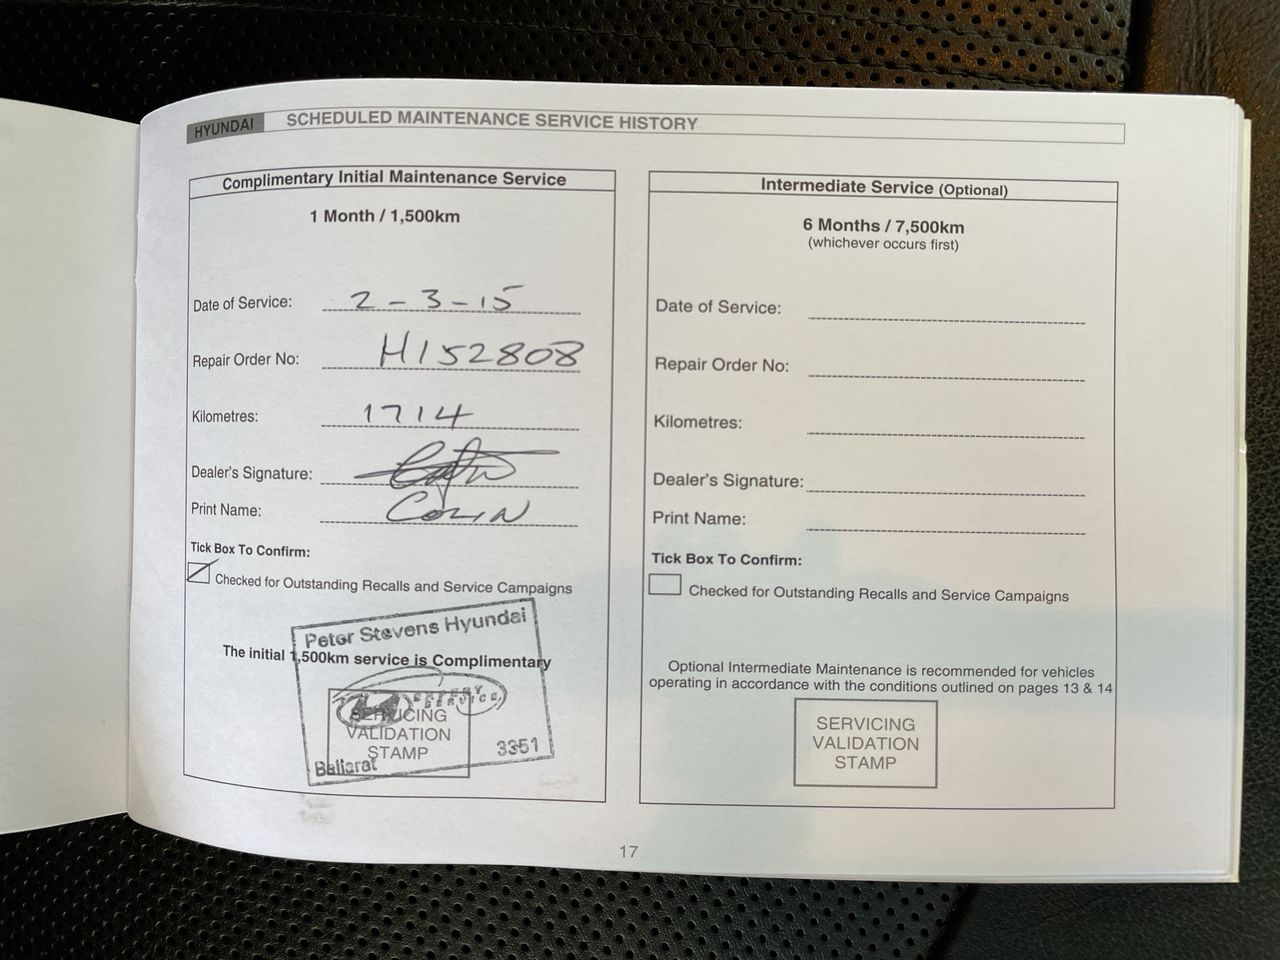 HYUNDAI SCHEDULED MAINTENANCE SERVICE HISTORY
Complimentary Initial Maintenance Service
1 Month / 1,500km
Date of Service: 2-3-15
Repair Order No: H152808
Kilometres: 1714
Dealer's Signature:
Print Name: COLIN
Tick Box To Confirm:
Checked for Outstanding Recalls and Service Campaigns
Peter Stevens Hyundai
The initial 1,500km service is Complimentary
SERVICE
SERVICING
VALIDATION
STAMP
3351
Ballarat
Intermediate Service (Optional)
6 Months / 7,500km
(whichever occurs first)
Date of Service:
Repair Order No:
Kilometres:
Dealer's Signature:
Print Name:
Tick Box To Confirm:
Checked for Outstanding Recalls and Service Campaigns
Optional Intermediate Maintenance is recommended for vehicles
operating in accordance with the conditions outlined on pages 13 & 14
SERVICING
VALIDATION
STAMP
17